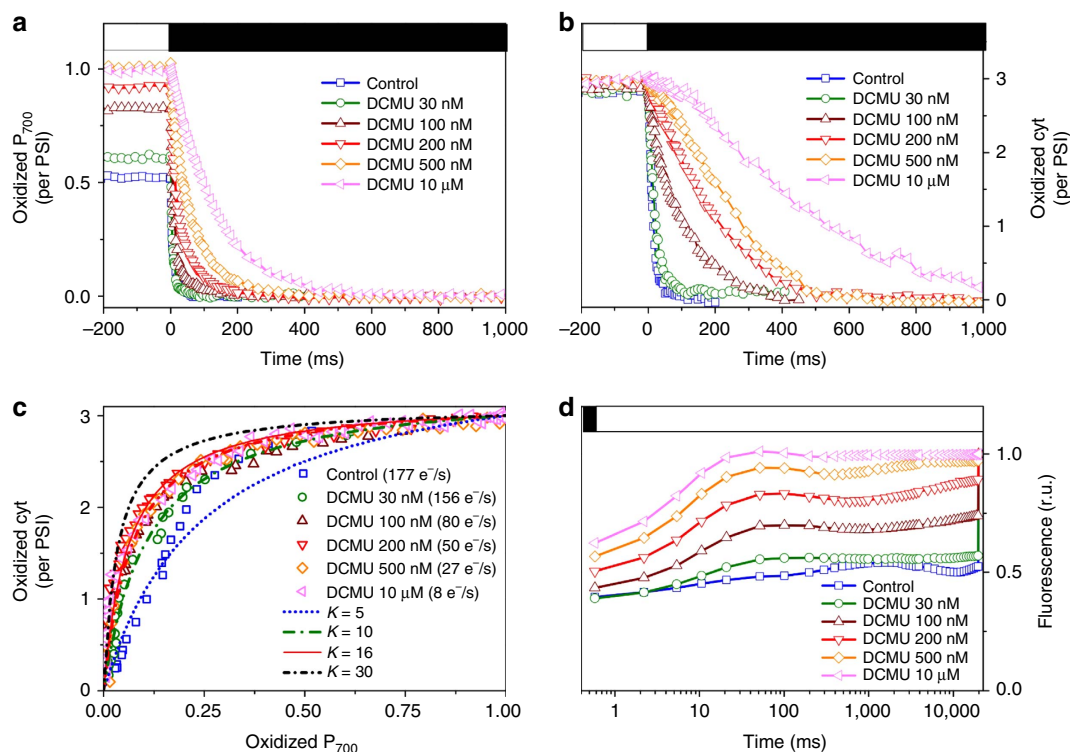 a
Oxidized P700
(per PSI)
1.0
0.5
0.0
Control
DCMU 30 nM
DCMU 100 nM
DCMU 200 nM
DCMU 500 nM
DCMU 10 μM
−200 0 200 400 600 800 1,000
Time (ms)
b
Control
DCMU 30 nM
DCMU 100 nM
DCMU 200 nM
DCMU 500 nM
DCMU 10 μM
3
2
1
0
Oxidized cyt
(per PSI)
−200 0 200 400 600 800 1,000
Time (ms)
c
Oxidized cyt
(per PSI)
3
2
1
0
Control (177 e−/s)
DCMU 30 nM (156 e−/s)
DCMU 100 nM (80 e−/s)
DCMU 200 nM (50 e−/s)
DCMU 500 nM (27 e−/s)
DCMU 10 μM (8 e−/s)
K = 5
K = 10
K = 16
K = 30
0.00 0.25 0.50 0.75 1.00
Oxidized P700
d
1.0
0.5
0.0
Fluorescence (r.u.)
Control
DCMU 30 nM
DCMU 100 nM
DCMU 200 nM
DCMU 500 nM
DCMU 10 μM
1 10 100 1,000 10,000
Time (ms)